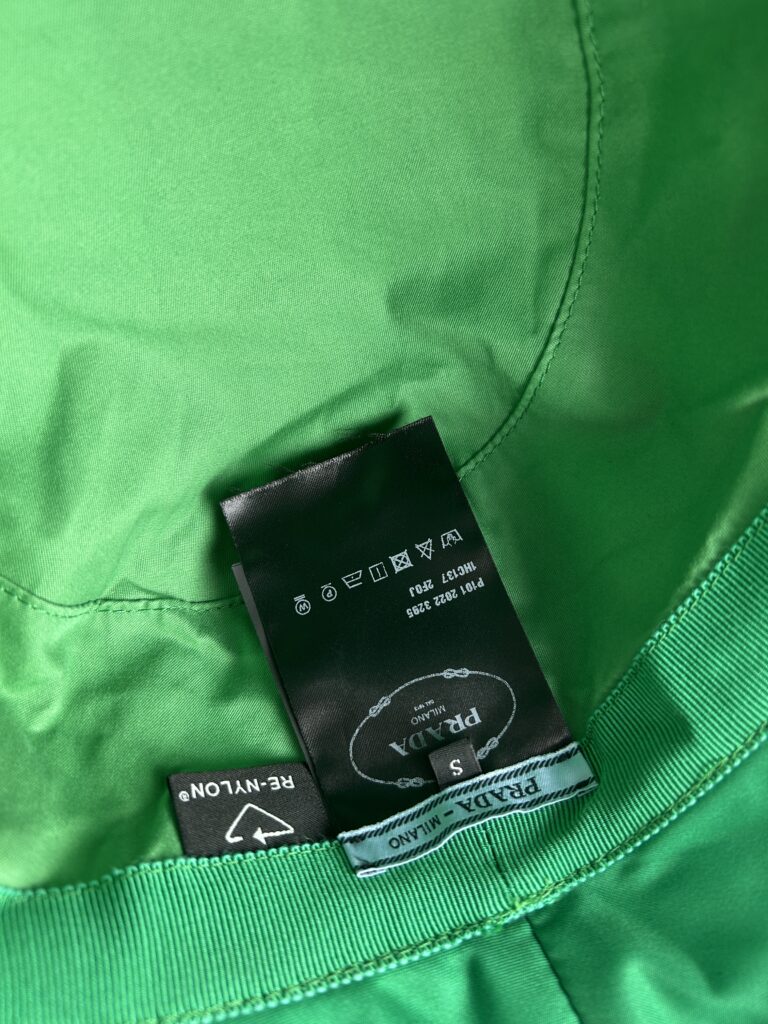 P101 2022 3295
1HC137 2F0J
W
P
PRADA
MILANO
DAL 1913
S
PRADA – MILANO
RE-NYLON®